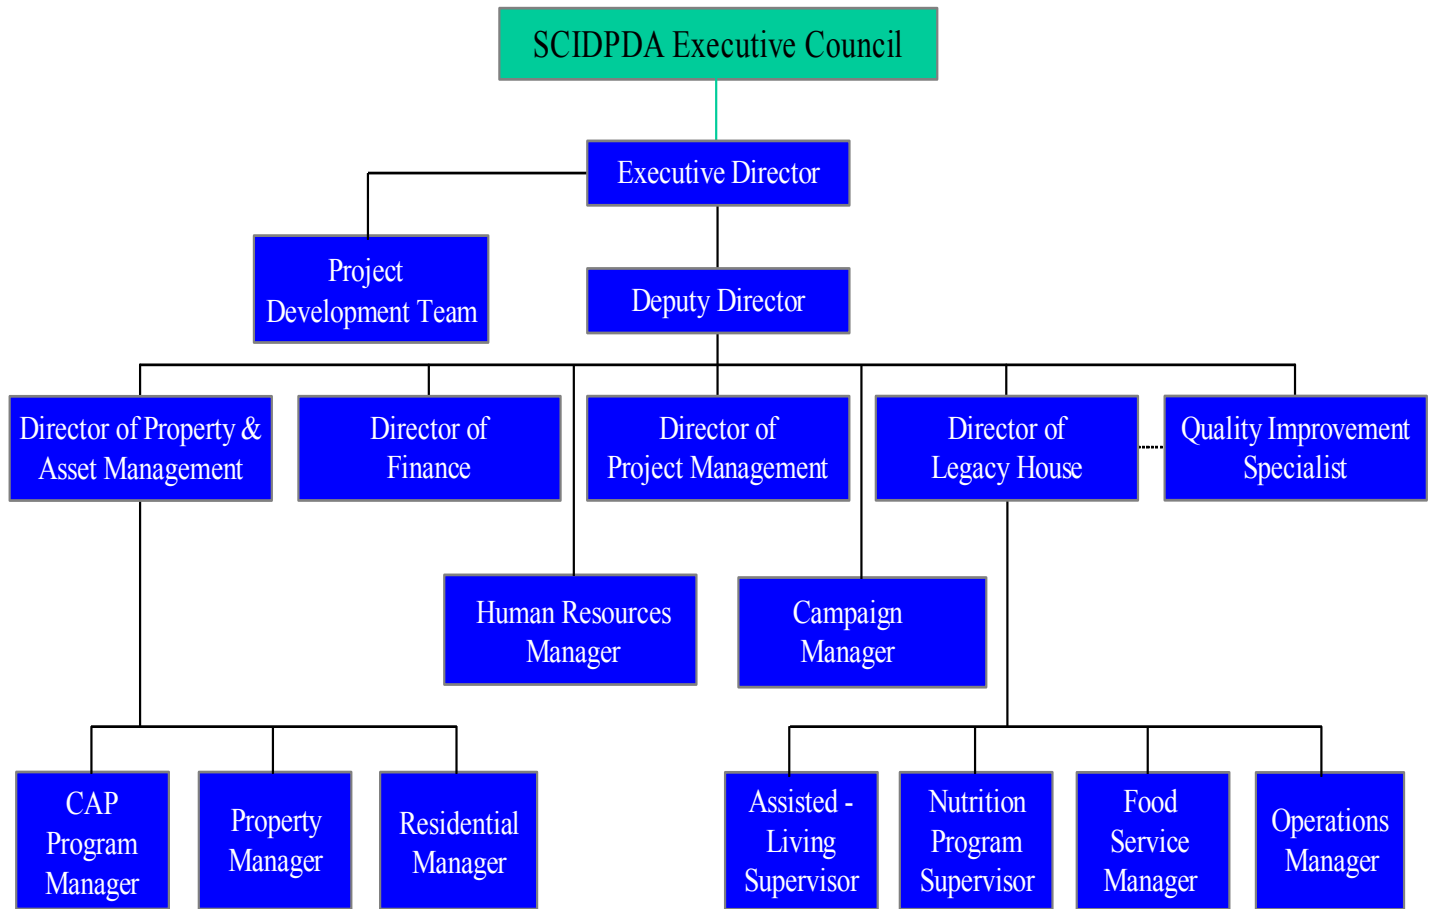 SCIDPDA Executive Council
Executive Director
Project
Development Team
Deputy Director
Director of Property &
Asset Management
Director of
Finance
Director of
Project Management
Director of
Legacy House
Quality Improvement
Specialist
Human Resources
Manager
Campaign
Manager
CAP
Program
Manager
Property
Manager
Residential
Manager
Assisted -
Living
Supervisor
Nutrition
Program
Supervisor
Food
Service
Manager
Operations
Manager